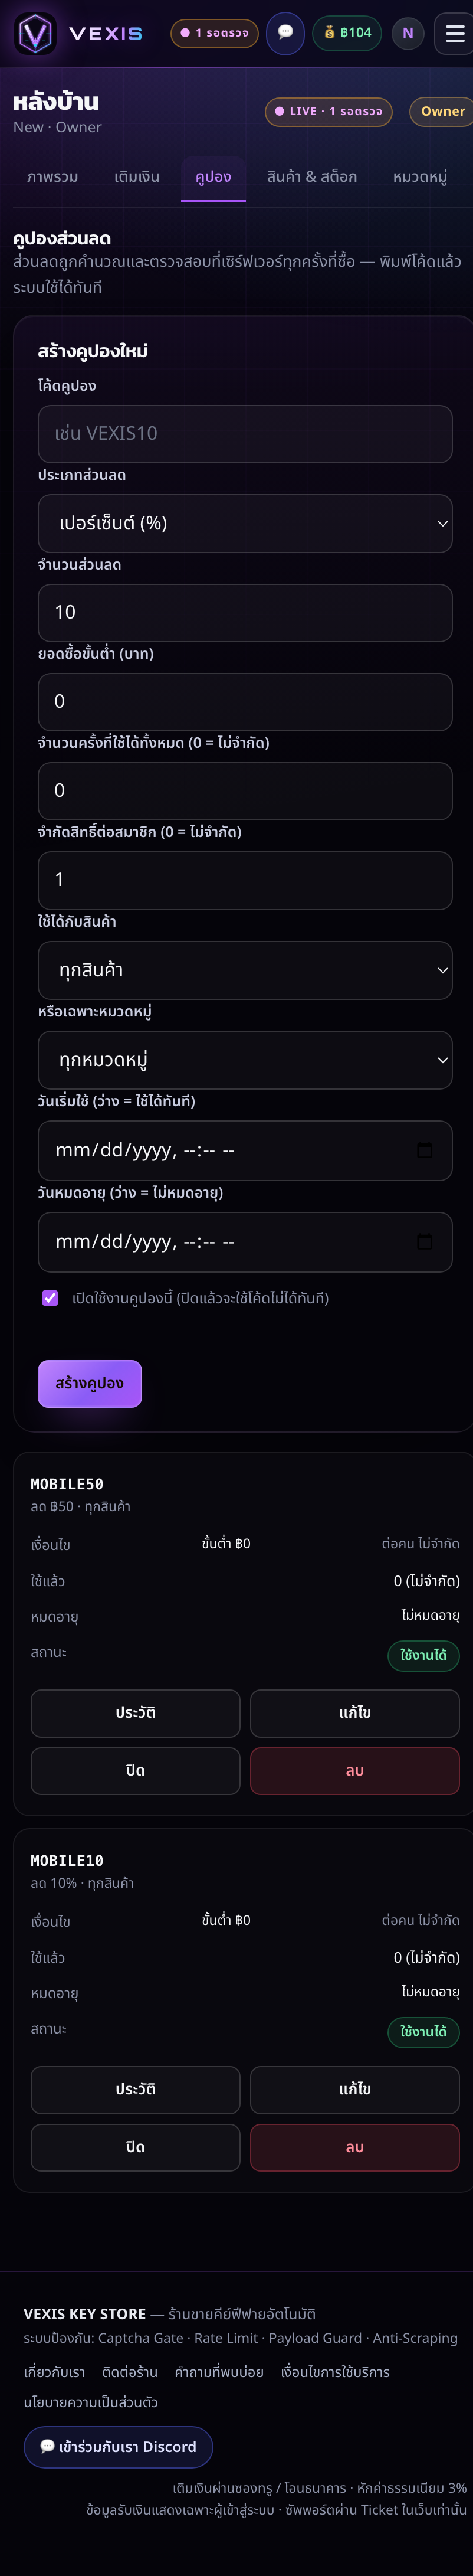 VEXIS
1 รอตรวจ
฿104
N
หลังบ้าน
New · Owner
LIVE · 1 รอตรวจ
Owner
ภาพรวม
เติมเงิน
คูปอง
สินค้า & สต็อก
หมวดหมู่
คูปองส่วนลด
ส่วนลดถูกคำนวณและตรวจสอบที่เซิร์ฟเวอร์ทุกครั้งที่ซื้อ — พิมพ์โค้ดแล้ว
ระบบใช้ได้ทันที
สร้างคูปองใหม่
โค้ดคูปอง
เช่น VEXIS10
ประเภทส่วนลด
เปอร์เซ็นต์ (%)
จำนวนส่วนลด
10
ยอดซื้อขั้นต่ำ (บาท)
0
จำนวนครั้งที่ใช้ได้ทั้งหมด (0 = ไม่จำกัด)
0
จำกัดสิทธิ์ต่อสมาชิก (0 = ไม่จำกัด)
1
ใช้ได้กับสินค้า
ทุกสินค้า
หรือเฉพาะหมวดหมู่
ทุกหมวดหมู่
วันเริ่มใช้ (ว่าง = ใช้ได้ทันที)
mm/dd/yyyy, --:-- --
วันหมดอายุ (ว่าง = ไม่หมดอายุ)
mm/dd/yyyy, --:-- --
เปิดใช้งานคูปองนี้ (ปิดแล้วจะใช้โค้ดไม่ได้ทันที)
สร้างคูปอง
MOBILE50
ลด ฿50 · ทุกสินค้า
เงื่อนไข ขั้นต่ำ ฿0 ต่อคน ไม่จำกัด
ใช้แล้ว 0 (ไม่จำกัด)
หมดอายุ ไม่หมดอายุ
สถานะ ใช้งานได้
ประวัติ แก้ไข
ปิด ลบ
MOBILE10
ลด 10% · ทุกสินค้า
เงื่อนไข ขั้นต่ำ ฿0 ต่อคน ไม่จำกัด
ใช้แล้ว 0 (ไม่จำกัด)
หมดอายุ ไม่หมดอายุ
สถานะ ใช้งานได้
ประวัติ แก้ไข
ปิด ลบ
VEXIS KEY STORE — ร้านขายคีย์ฟีฟายอัตโนมัติ
ระบบป้องกัน: Captcha Gate · Rate Limit · Payload Guard · Anti-Scraping
เกี่ยวกับเรา ติดต่อร้าน คำถามที่พบบ่อย เงื่อนไขการใช้บริการ
นโยบายความเป็นส่วนตัว
เข้าร่วมกับเรา Discord
เติมเงินผ่านซองทรู / โอนธนาคาร · หักค่าธรรมเนียม 3%
ข้อมูลรับเงินแสดงเฉพาะผู้เข้าสู่ระบบ · ซัพพอร์ตผ่าน Ticket ในเว็บเท่านั้น